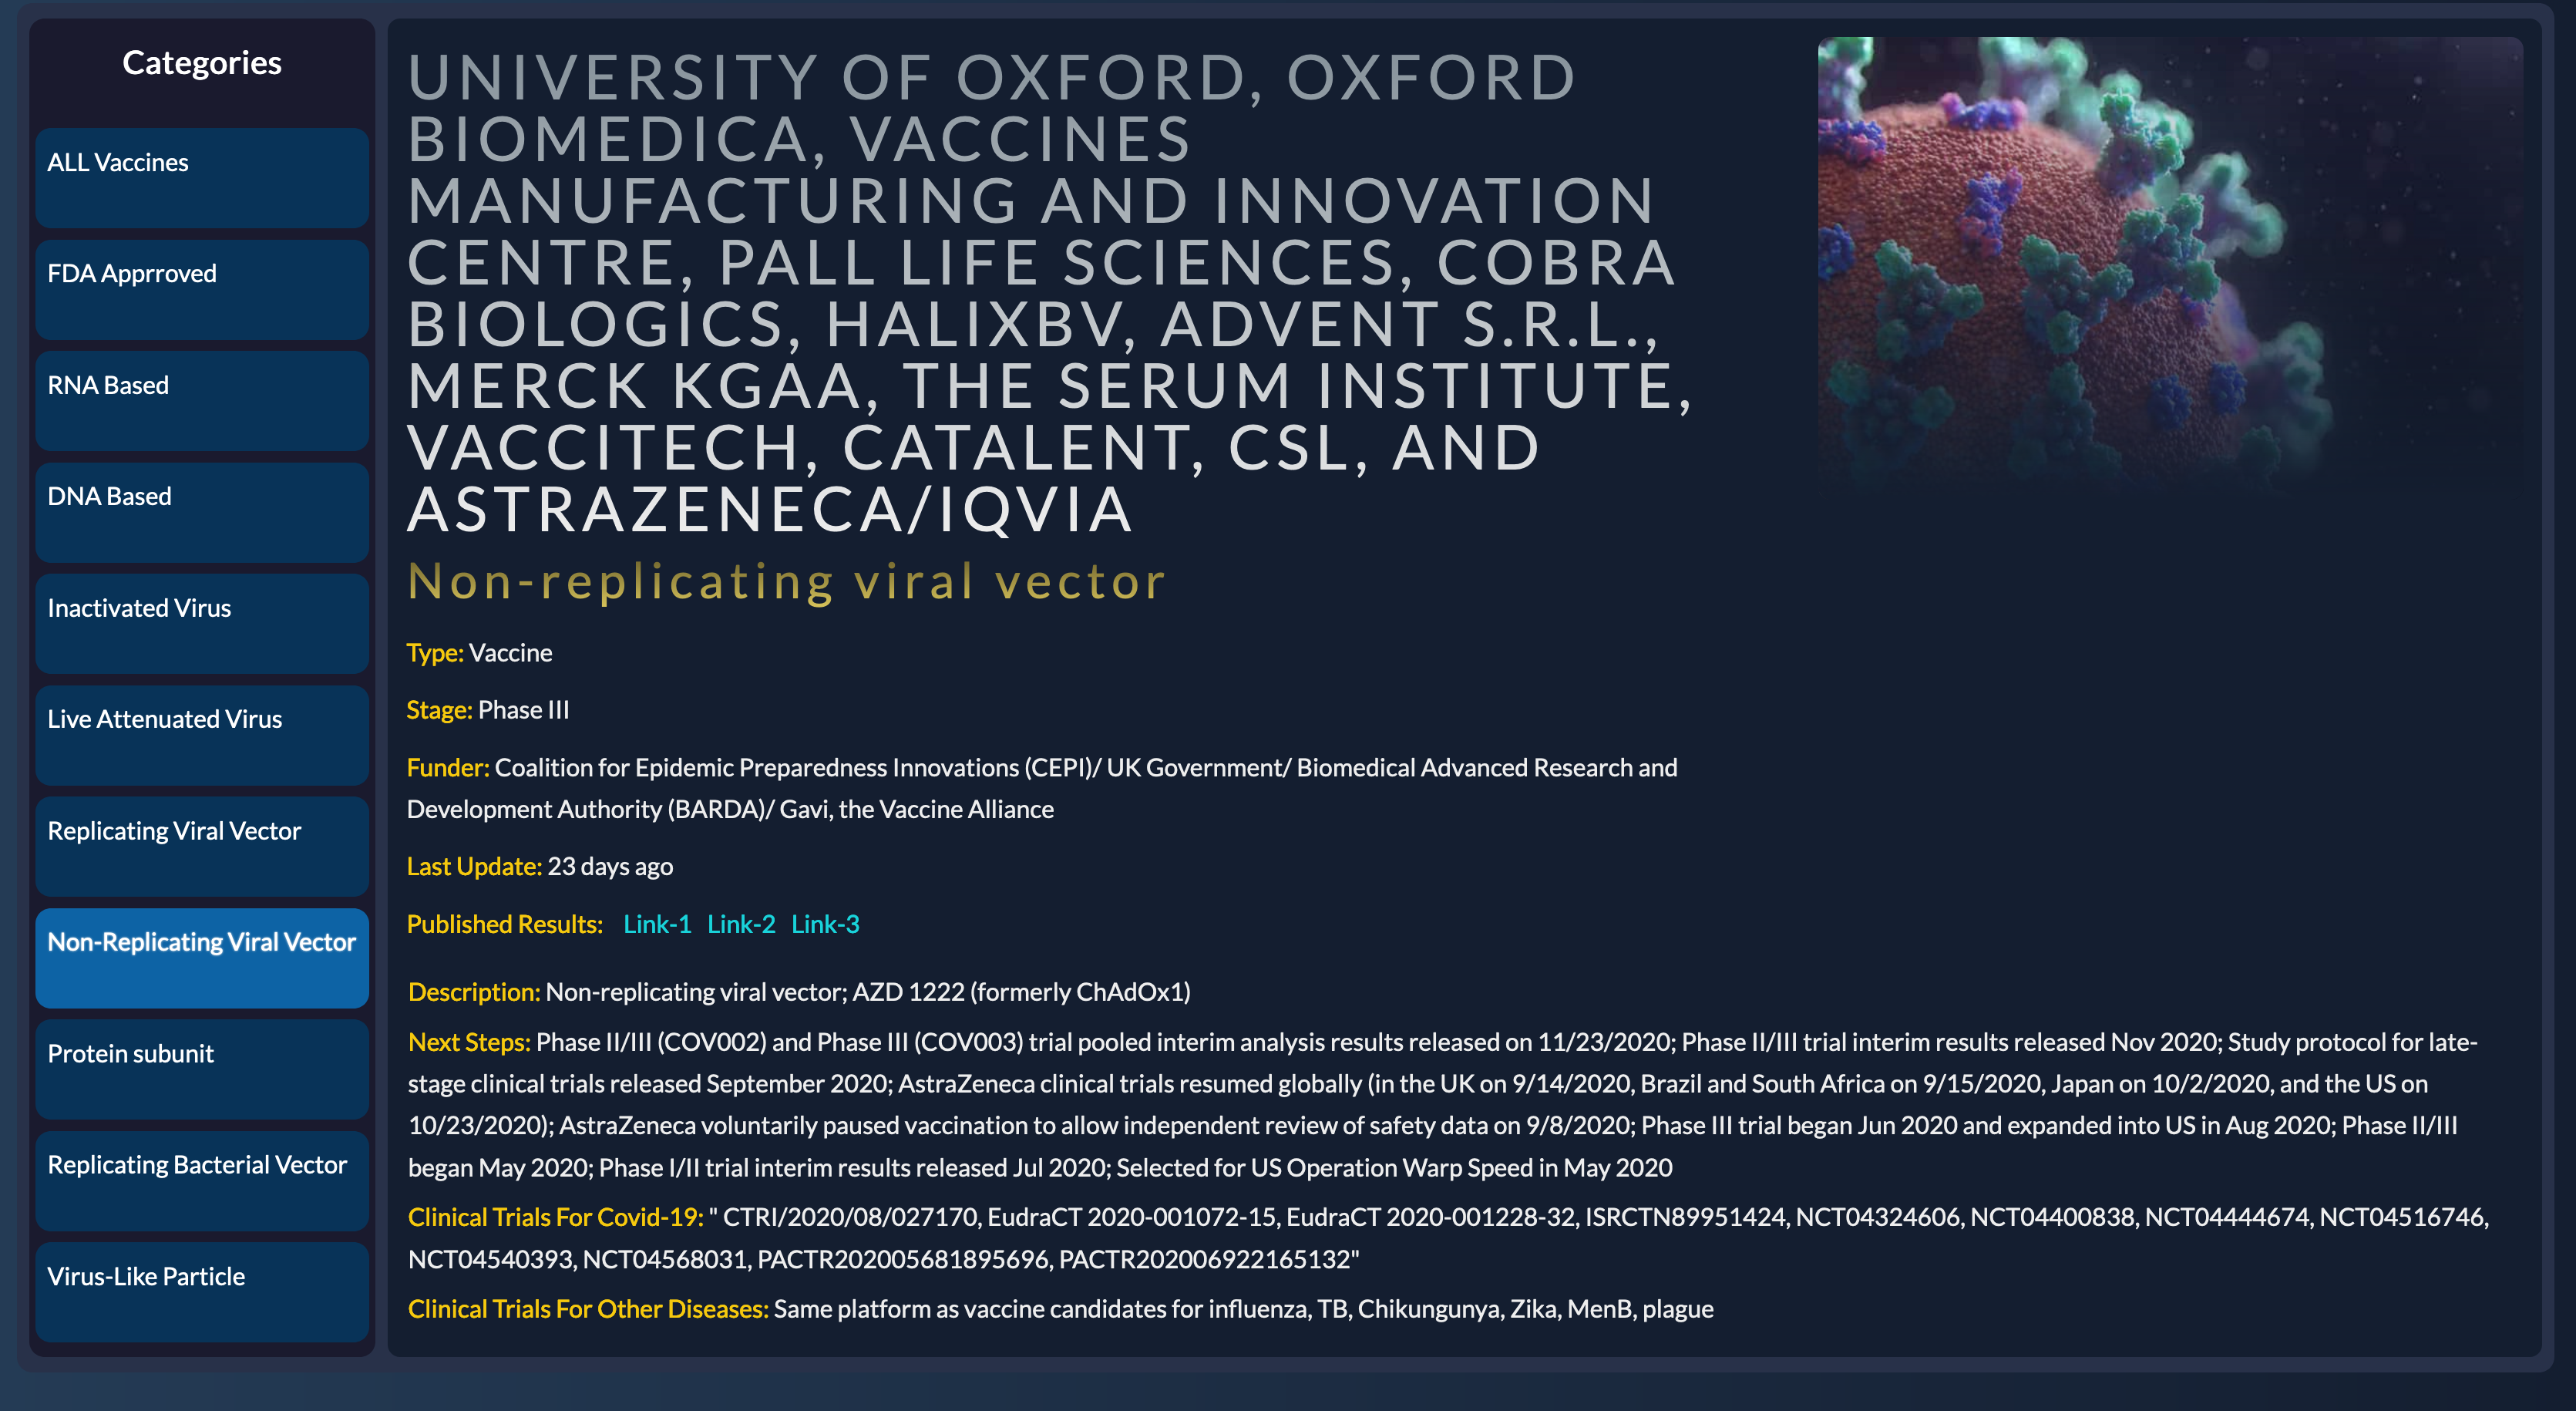 Categories
ALL Vaccines
FDA Apprroved
RNA Based
DNA Based
Inactivated Virus
Live Attenuated Virus
Replicating Viral Vector
Non-Replicating Viral Vector
Protein subunit
Replicating Bacterial Vector
Virus-Like Particle
UNIVERSITY OF OXFORD, OXFORD
BIOMEDICA, VACCINES
MANUFACTURING AND INNOVATION
CENTRE, PALL LIFE SCIENCES, COBRA
BIOLOGICS, HALIXBV, ADVENT S.R.L.,
MERCK KGAA, THE SERUM INSTITUTE,
VACCITECH, CATALENT, CSL, AND
ASTRAZENECA/IQVIA
Non-replicating viral vector
Type: Vaccine
Stage: Phase III
Funder: Coalition for Epidemic Preparedness Innovations (CEPI)/ UK Government/ Biomedical Advanced Research and
Development Authority (BARDA)/ Gavi, the Vaccine Alliance
Last Update: 23 days ago
Published Results: Link-1 Link-2 Link-3
Description: Non-replicating viral vector; AZD 1222 (formerly ChAdOx1)
Next Steps: Phase II/III (COV002) and Phase III (COV003) trial pooled interim analysis results released on 11/23/2020; Phase II/III trial interim results released Nov 2020; Study protocol for late-
stage clinical trials released September 2020; AstraZeneca clinical trials resumed globally (in the UK on 9/14/2020, Brazil and South Africa on 9/15/2020, Japan on 10/2/2020, and the US on
10/23/2020); AstraZeneca voluntarily paused vaccination to allow independent review of safety data on 9/8/2020; Phase III trial began Jun 2020 and expanded into US in Aug 2020; Phase II/III
began May 2020; Phase I/II trial interim results released Jul 2020; Selected for US Operation Warp Speed in May 2020
Clinical Trials For Covid-19: " CTRI/2020/08/027170, EudraCT 2020-001072-15, EudraCT 2020-001228-32, ISRCTN89951424, NCT04324606, NCT04400838, NCT04444674, NCT04516746,
NCT04540393, NCT04568031, PACTR202005681895696, PACTR202006922165132"
Clinical Trials For Other Diseases: Same platform as vaccine candidates for influenza, TB, Chikungunya, Zika, MenB, plague